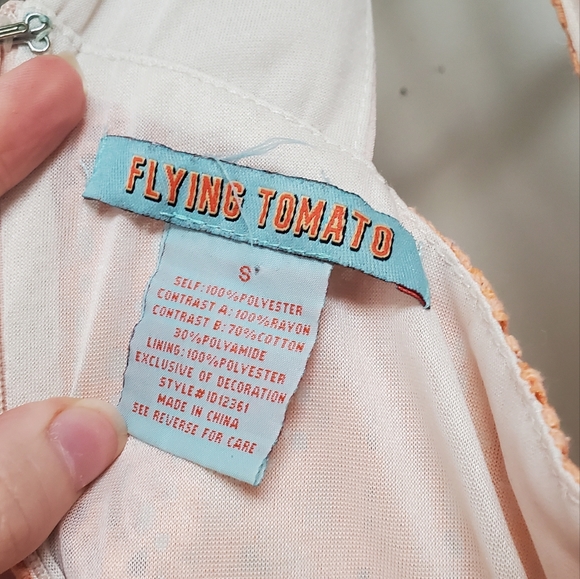 FLYING TOMATO
S
SELF:100%POLYESTER
CONTRAST A:100%RAYON
CONTRAST B:70%COTTON
30%POLYAMIDE
LINING:100%POLYESTER
EXCLUSIVE OF DECORATION
STYLE#ID12361
MADE IN CHINA
SEE REVERSE FOR CARE